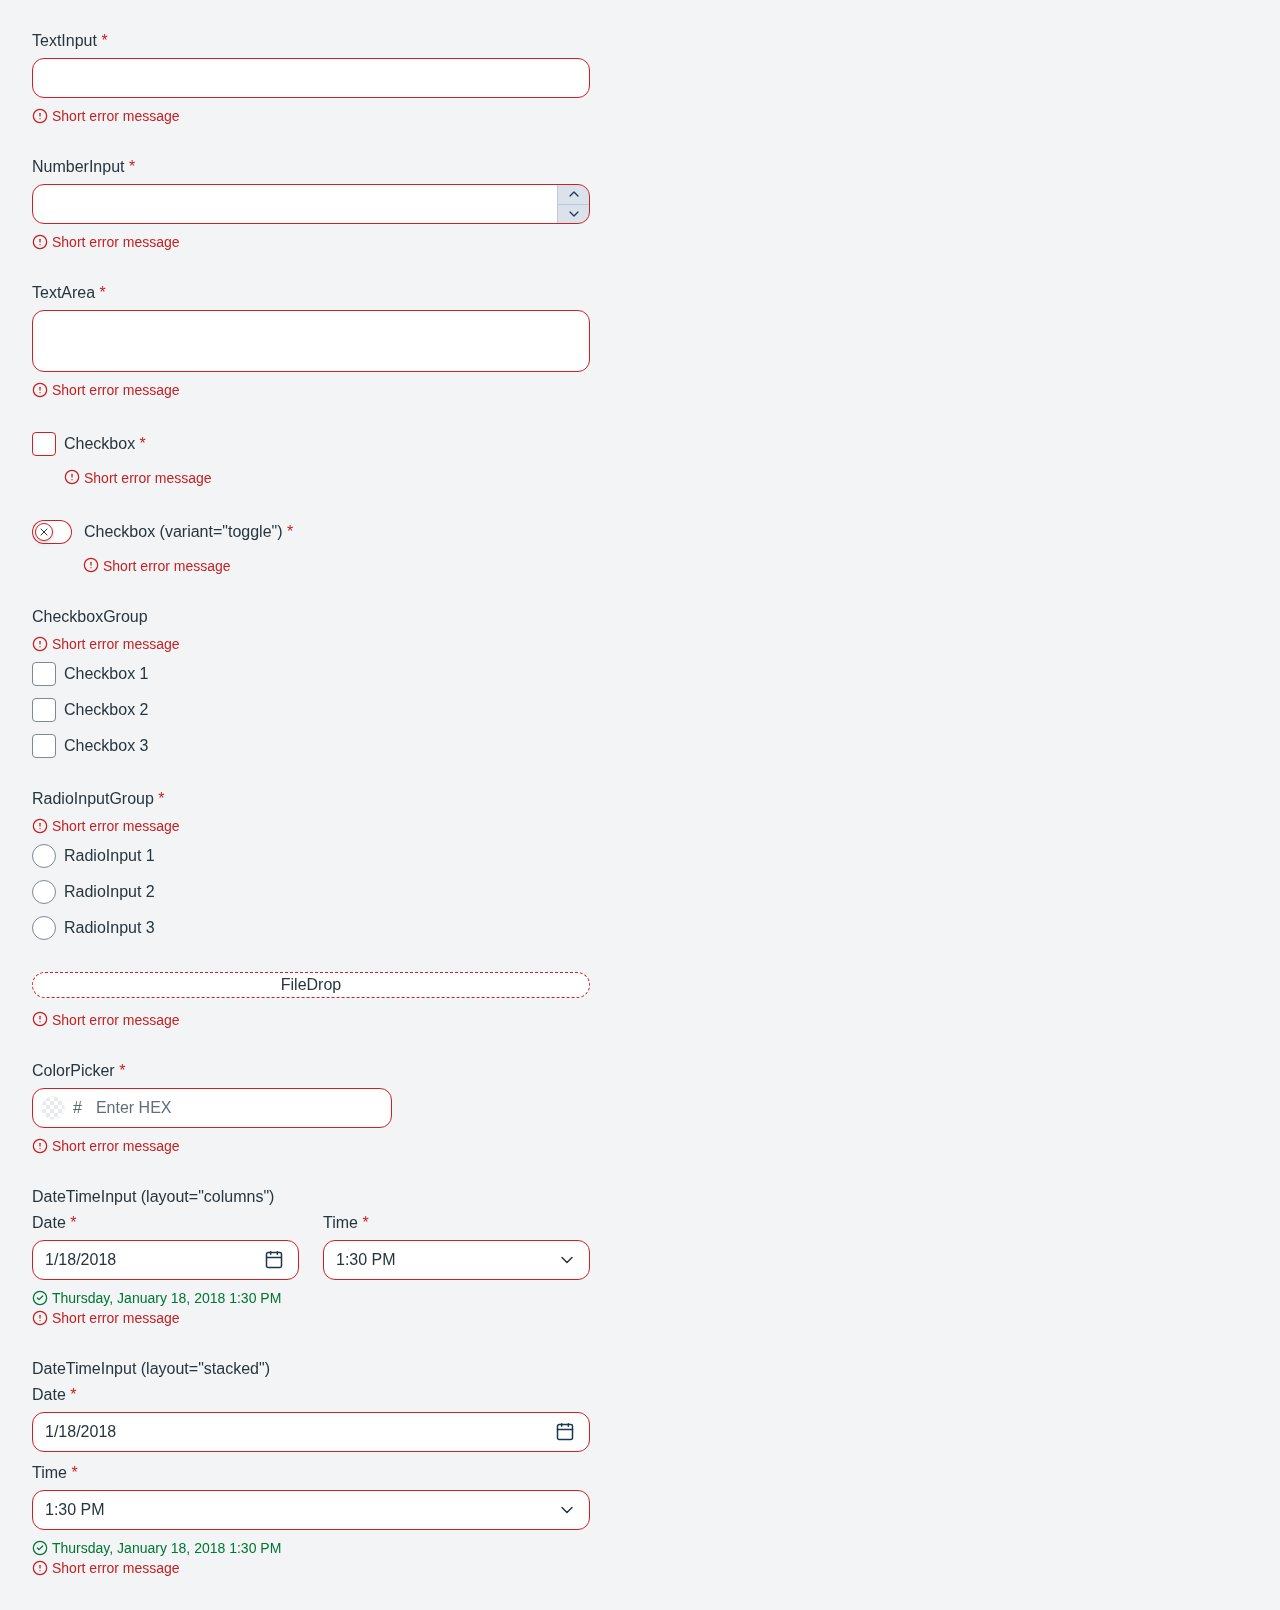 TextInput *
Short error message
NumberInput *
Short error message
TextArea *
Short error message
Checkbox *
Short error message
Checkbox (variant="toggle") *
Short error message
CheckboxGroup
Short error message
Checkbox 1
Checkbox 2
Checkbox 3
RadioInputGroup *
Short error message
RadioInput 1
RadioInput 2
RadioInput 3
FileDrop
Short error message
ColorPicker *
# Enter HEX
Short error message
DateTimeInput (layout="columns")
Date *
Time *
1/18/2018
1:30 PM
Thursday, January 18, 2018 1:30 PM
Short error message
DateTimeInput (layout="stacked")
Date *
1/18/2018
Time *
1:30 PM
Thursday, January 18, 2018 1:30 PM
Short error message